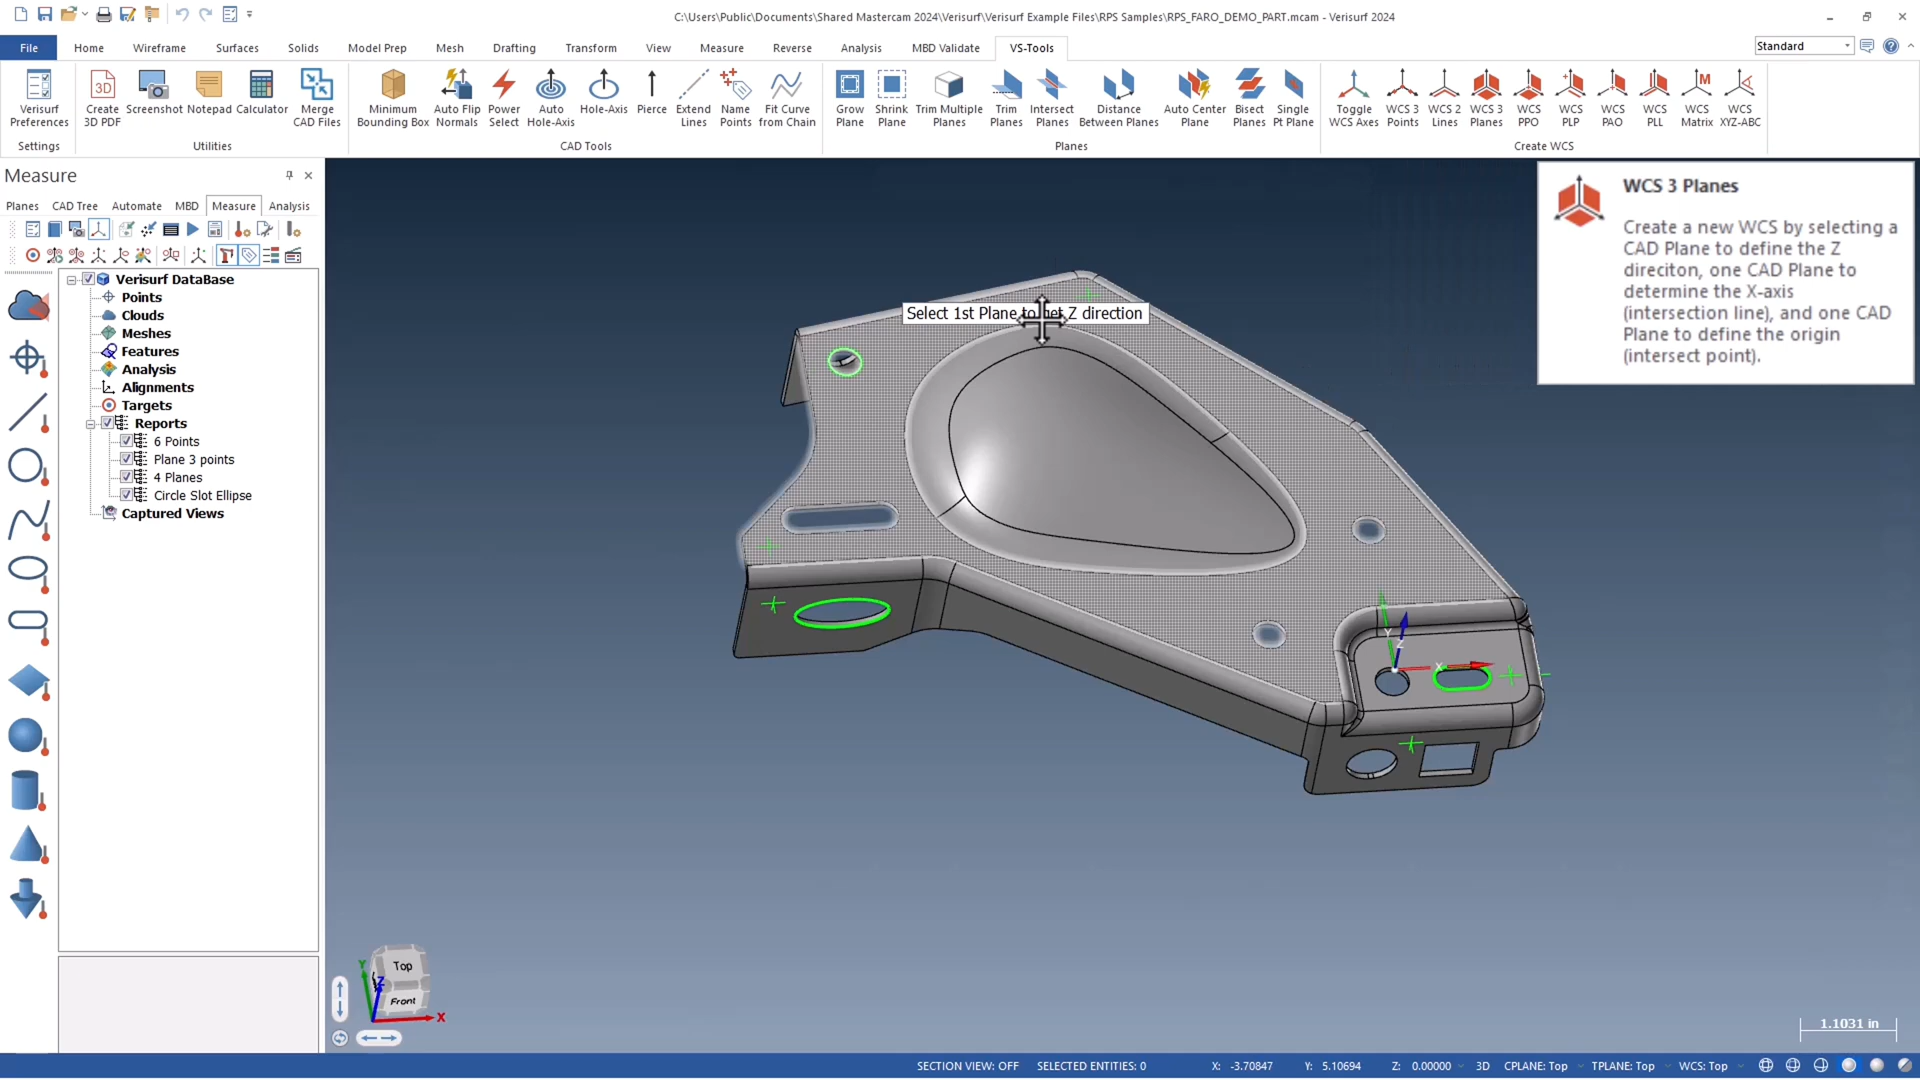 C:\Users\Public\Documents\Shared Mastercam 2024\Verisurf\Verisurf Example Files\RPS Samples\RPS_FARO_DEMO_PART.mcam - Verisurf 2024
File Home Wireframe Surfaces Solids Model Prep Mesh Drafting Transform View Measure Reverse Analysis MBD Validate VS-Tools Standard
Verisurf Preferences
Create 3D PDF
Screenshot
Notepad
Calculator
Merge CAD Files
Minimum Bounding Box
Auto Flip Normals
Power Select
Auto Hole-Axis
Hole-Axis
Pierce
Extend Lines
Name Points
Fit Curve from Chain
Grow Plane
Shrink Plane
Trim Multiple Planes
Trim Planes
Intersect Planes
Distance Between Planes
Auto Center Plane
Bisect Planes
Single Pt Plane
Toggle WCS Axes
WCS 3 Points
WCS 2 Lines
WCS 3 Planes
WCS PPO
WCS PLP
WCS PAO
WCS PLL
WCS Matrix
WCS XYZ-ABC
Settings Utilities CAD Tools Planes Create WCS
Measure
Planes CAD Tree Automate MBD Measure Analysis
Verisurf DataBase
Points
Clouds
Meshes
Features
Analysis
Alignments
Targets
Reports
6 Points
Plane 3 points
4 Planes
Circle Slot Ellipse
Captured Views
WCS 3 Planes
Create a new WCS by selecting a
CAD Plane to define the Z
direciton, one CAD Plane to
determine the X-axis
(intersection line), and one CAD
Plane to define the origin
(intersect point).
Select 1st Plane to Z direction
Y
Z
X
Top
Front
Y
Z
X
1.1031 in
SECTION VIEW: OFF SELECTED ENTITIES: 0 X: -3.70847 Y: 5.10694 Z: 0.00000 3D CPLANE: Top TPLANE: Top WCS: Top